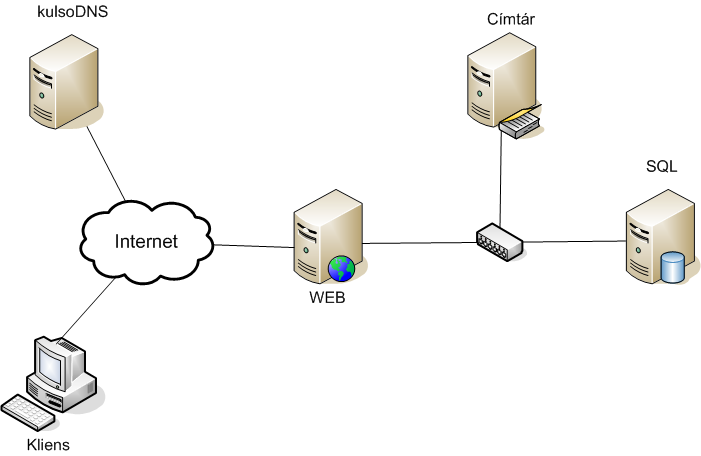 kulsoDNS
Címtár
SQL
Internet
WEB
Kliens